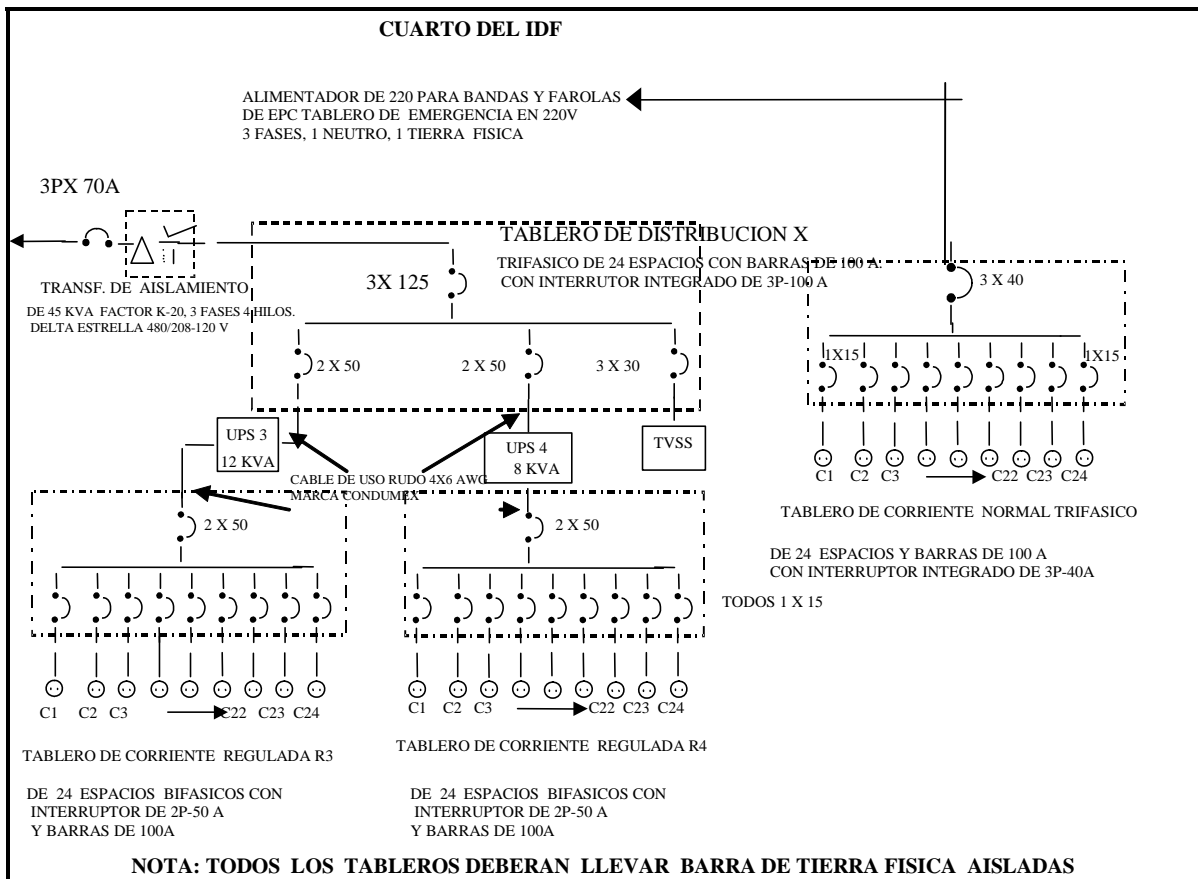 CUARTO DEL IDF
ALIMENTADOR DE 220 PARA BANDAS Y FAROLAS
DE EPC TABLERO DE EMERGENCIA EN 220V
3 FASES, 1 NEUTRO, 1 TIERRA FISICA
3PX 70A
TRANSF. DE AISLAMIENTO
DE 45 KVA FACTOR K-20, 3 FASES 4 HILOS.
DELTA ESTRELLA 480/208-120 V
TABLERO DE DISTRIBUCION X
TRIFASICO DE 24 ESPACIOS CON BARRAS DE 100 A.
CON INTERRUTOR INTEGRADO DE 3P-100 A
3X 125
2 X 50
2 X 50
3 X 30
3 X 40
1X15
1X15
UPS 3
12 KVA
UPS 4
8 KVA
TVSS
CABLE DE USO RUDO 4X6 AWG
MARCA CONDUMEX
C1 C2 C3 C22 C23 C24
TABLERO DE CORRIENTE NORMAL TRIFASICO
DE 24 ESPACIOS Y BARRAS DE 100 A
CON INTERRUPTOR INTEGRADO DE 3P-40A
2 X 50
2 X 50
TODOS 1 X 15
C1 C2 C3 C22 C23 C24
C1 C2 C3 C22 C23 C24
TABLERO DE CORRIENTE REGULADA R3
DE 24 ESPACIOS BIFASICOS CON
INTERRUPTOR DE 2P-50 A
Y BARRAS DE 100A
TABLERO DE CORRIENTE REGULADA R4
DE 24 ESPACIOS BIFASICOS CON
INTERRUPTOR DE 2P-50 A
Y BARRAS DE 100A
NOTA: TODOS LOS TABLEROS DEBERAN LLEVAR BARRA DE TIERRA FISICA AISLADAS